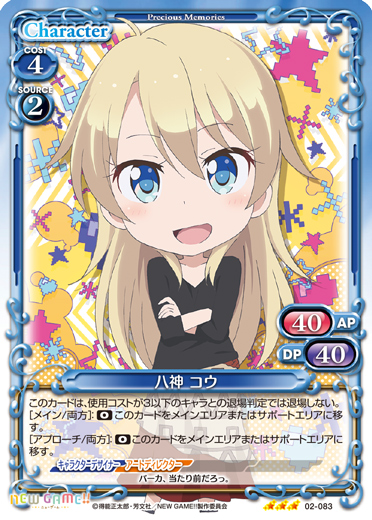 Precious Memories
Character
COST
4
SOURCE
2
40 AP
DP 40
八神 コウ
このカードは、使用コストが3以下のキャラとの退場判定では退場しない。
[メイン/両方]:0このカードをメインエリアまたはサポートエリアに移
す。
[アプローチ/両方]:0このカードをメインエリアまたはサポートエリアに
移す。
キャラクターデザイナー アートディレクター
バーカ、当たり前だろっ。
NEW GAME!!
©得能正太郎・芳文社/NEW GAME!!製作委員会
02-083